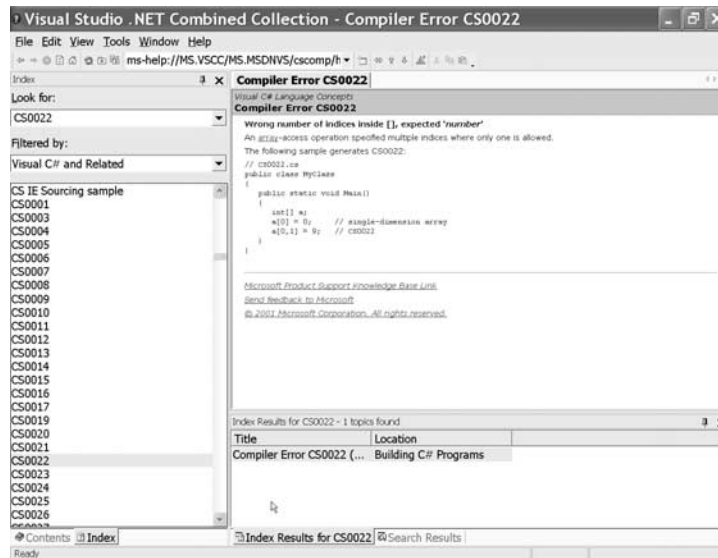 Visual Studio .NET Combined Collection - Compiler Error CS0022
File Edit View Tools Window Help
ms-help://MS.VSCC/MS.MSDNVS/cscomp/h
Index
Look for:
CS0022
Filtered by:
Visual C# and Related
CS IE Sourcing sample
CS0001
CS0003
CS0004
CS0005
CS0006
CS0007
CS0008
CS0009
CS0010
CS0011
CS0012
CS0013
CS0014
CS0015
CS0016
CS0017
CS0019
CS0020
CS0021
CS0022
CS0023
CS0024
CS0025
CS0026
CS0027
Contents Index
Compiler Error CS0022
Visual C# Language Concepts
Compiler Error CS0022
Wrong number of indices inside [], expected 'number'
An array-access operation specified multiple indices where only one is allowed.
The following sample generates CS0022:
// CS0022.cs
public class MyClass
{
public static void Main()
{
int[] a;
a[0] = 0; // single-dimension array
a[0,1] = 9; // CS0022
}
}
Microsoft Product Support Knowledge Base Link
Send feedback to Microsoft
© 2001 Microsoft Corporation. All rights reserved.
Index Results for CS0022 - 1 topics found
Title Location
Compiler Error CS0022 (... Building C# Programs
Index Results for CS0022 Search Results
Ready